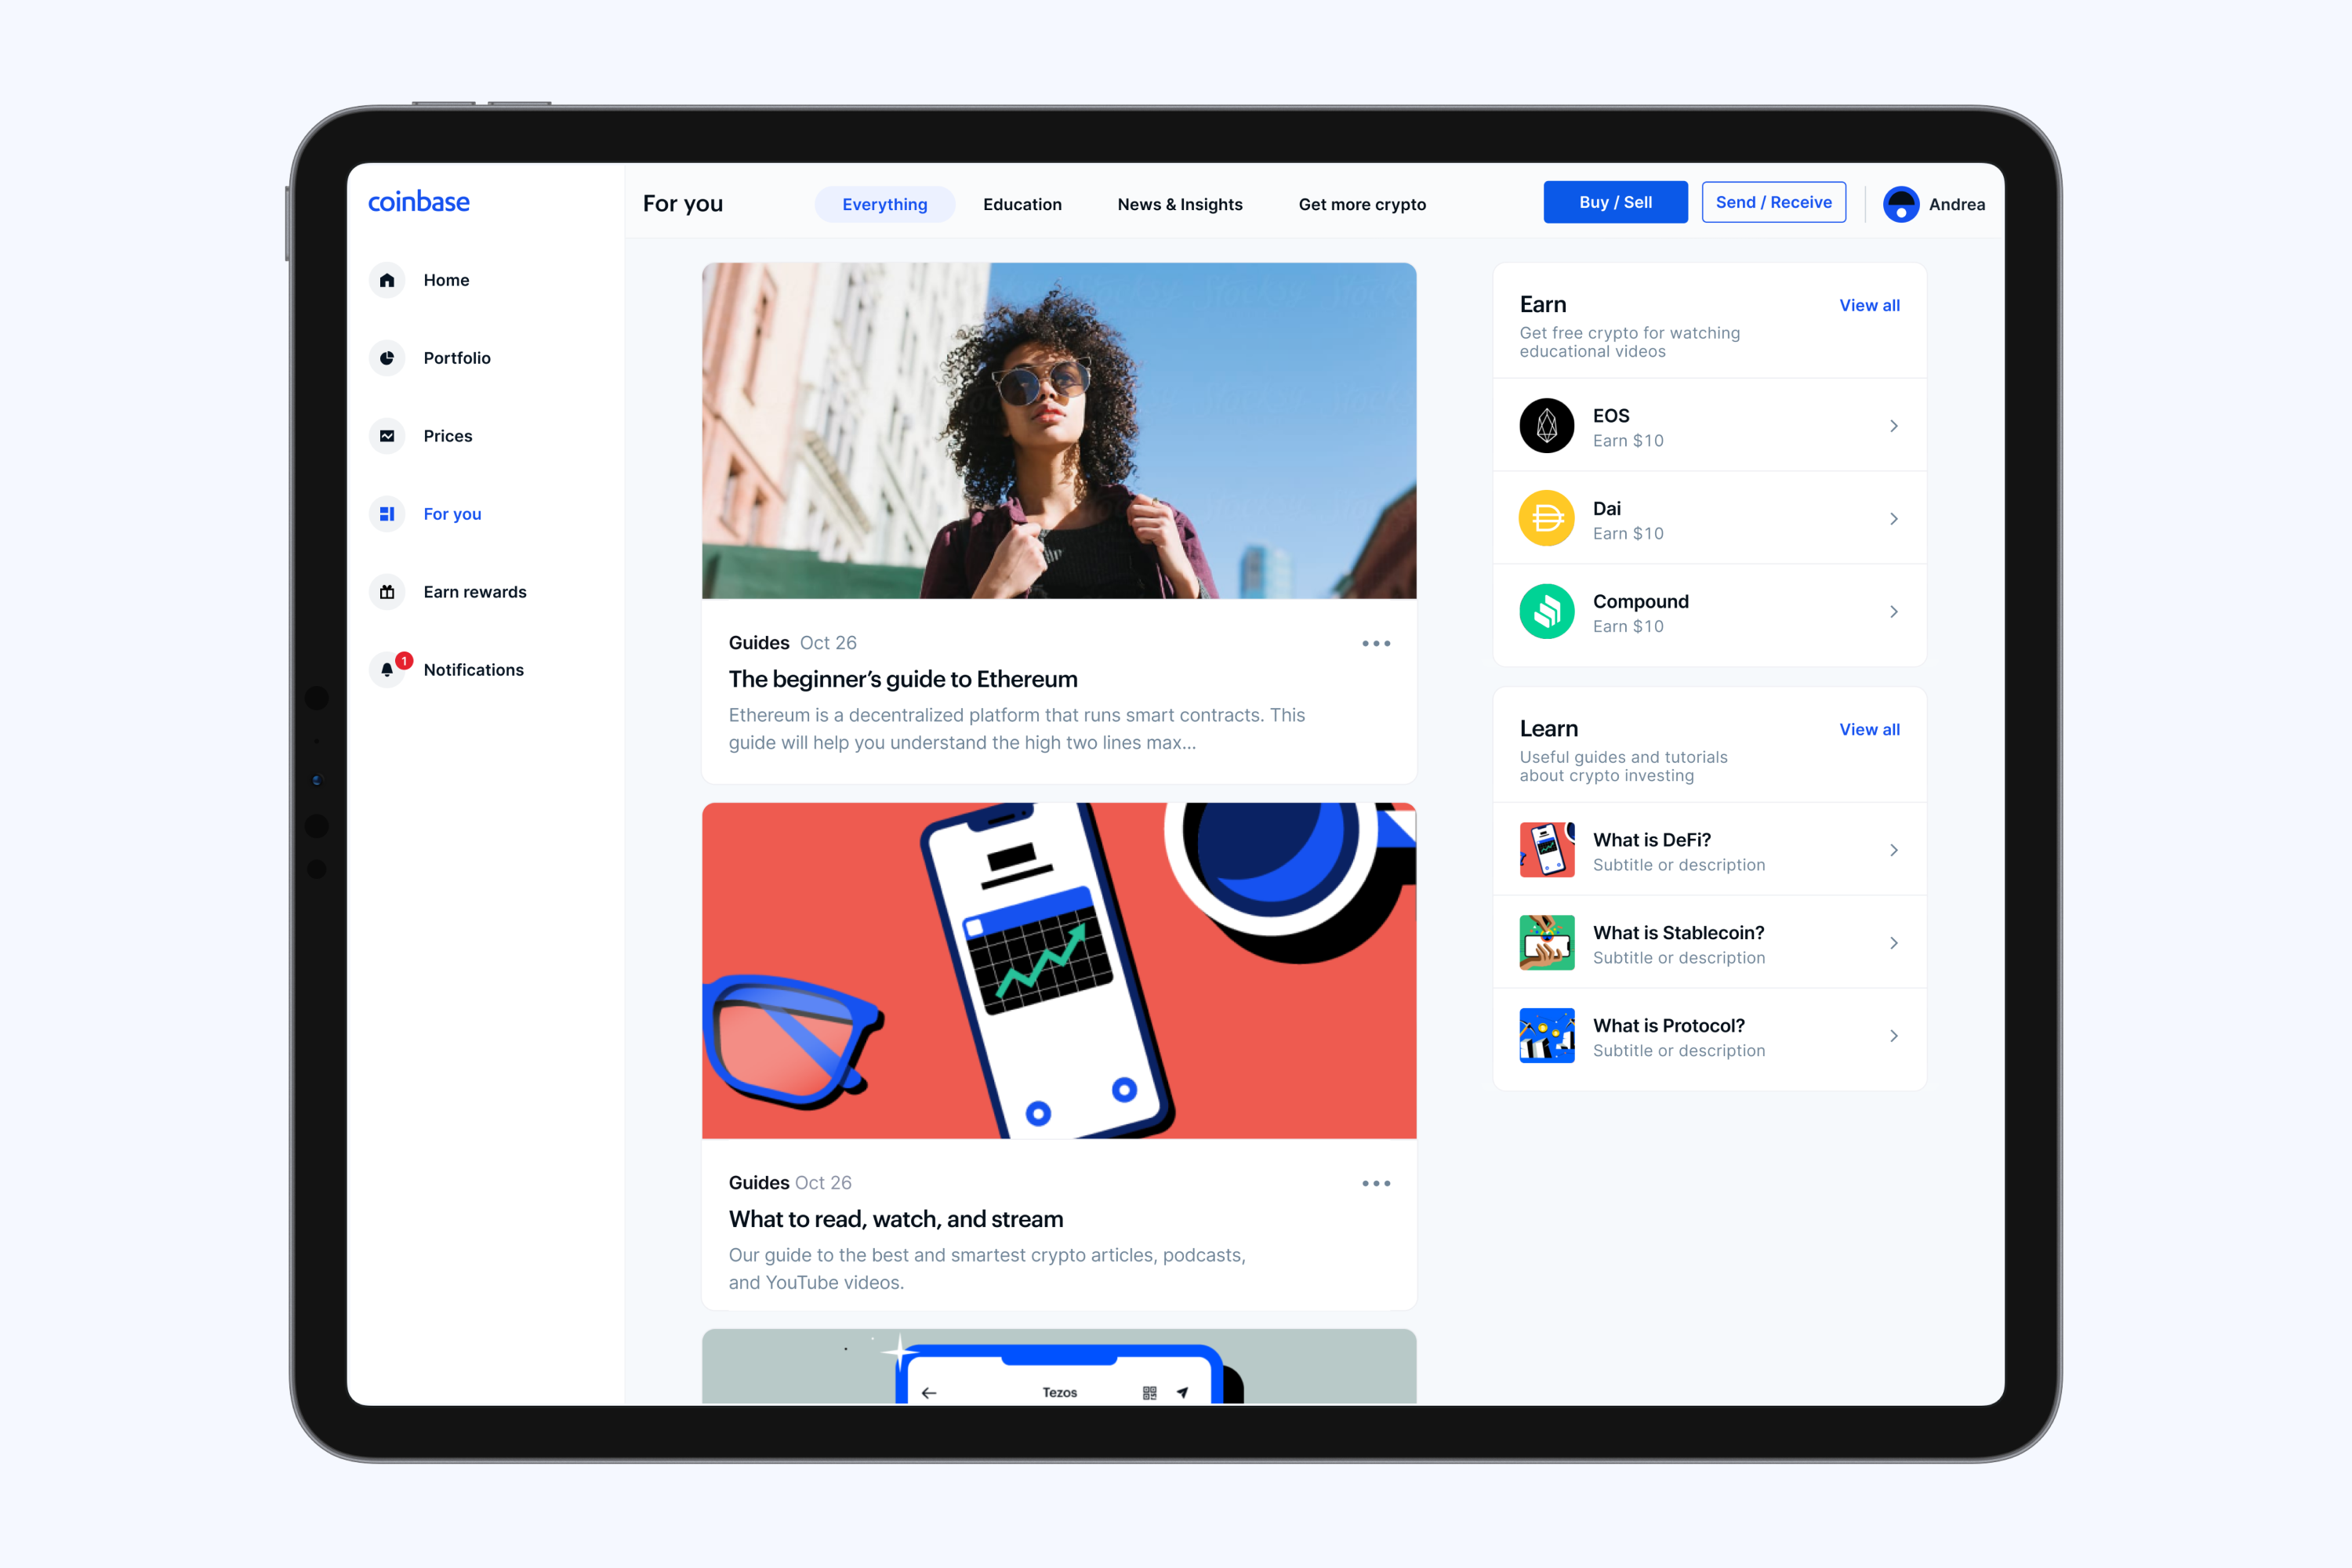 coinbase
Home
Portfolio
Prices
For you
Earn rewards
1
Notifications
For you
Everything
Education
News & Insights
Get more crypto
Buy / Sell
Send / Receive
Andrea
Guides Oct 26
The beginner’s guide to Ethereum
Ethereum is a decentralized platform that runs smart contracts. This
guide will help you understand the high two lines max...
Guides Oct 26
What to read, watch, and stream
Our guide to the best and smartest crypto articles, podcasts,
and YouTube videos.
Tezos
Earn
View all
Get free crypto for watching
educational videos
EOS
Earn $10
Dai
Earn $10
Compound
Earn $10
Learn
View all
Useful guides and tutorials
about crypto investing
What is DeFi?
Subtitle or description
What is Stablecoin?
Subtitle or description
What is Protocol?
Subtitle or description